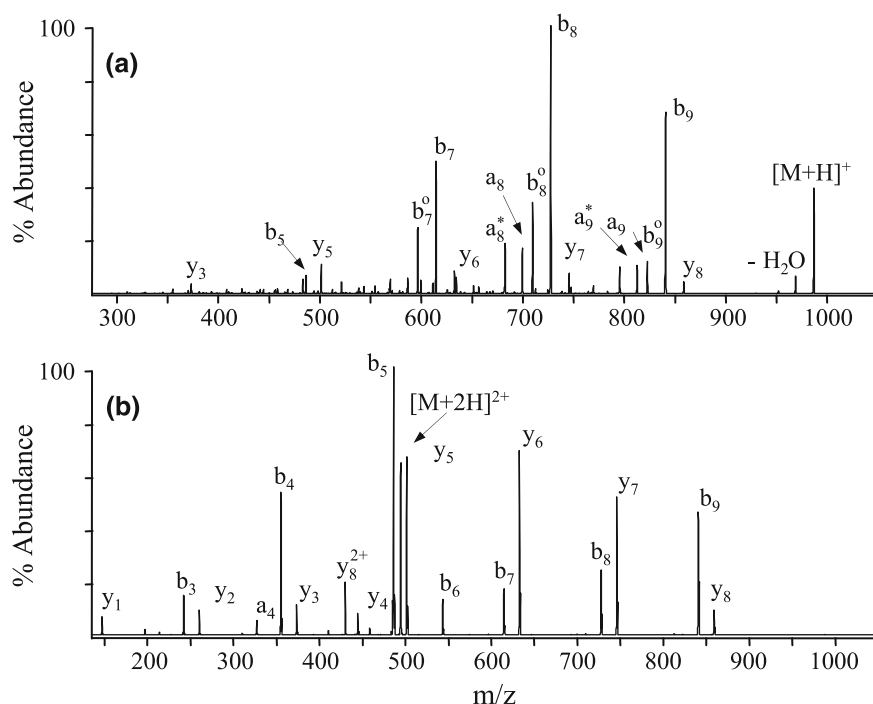 100
(a)
% Abundance
y₃
b₅
y₅
b₇ᵒ
b₇
y₆
a₈*
a₈
b₈ᵒ
b₈
y₇
a₉*
a₉
b₉ᵒ
b₉
y₈
- H₂O
[M+H]⁺
300 400 500 600 700 800 900 1000
100
(b)
% Abundance
y₁
b₃
y₂
a₄
b₄
y₃
y₈²⁺
y₄
b₅
[M+2H]²⁺
y₅
b₆
b₇
y₆
b₈
y₇
b₉
y₈
200 300 400 500 600 700 800 900 1000
m/z